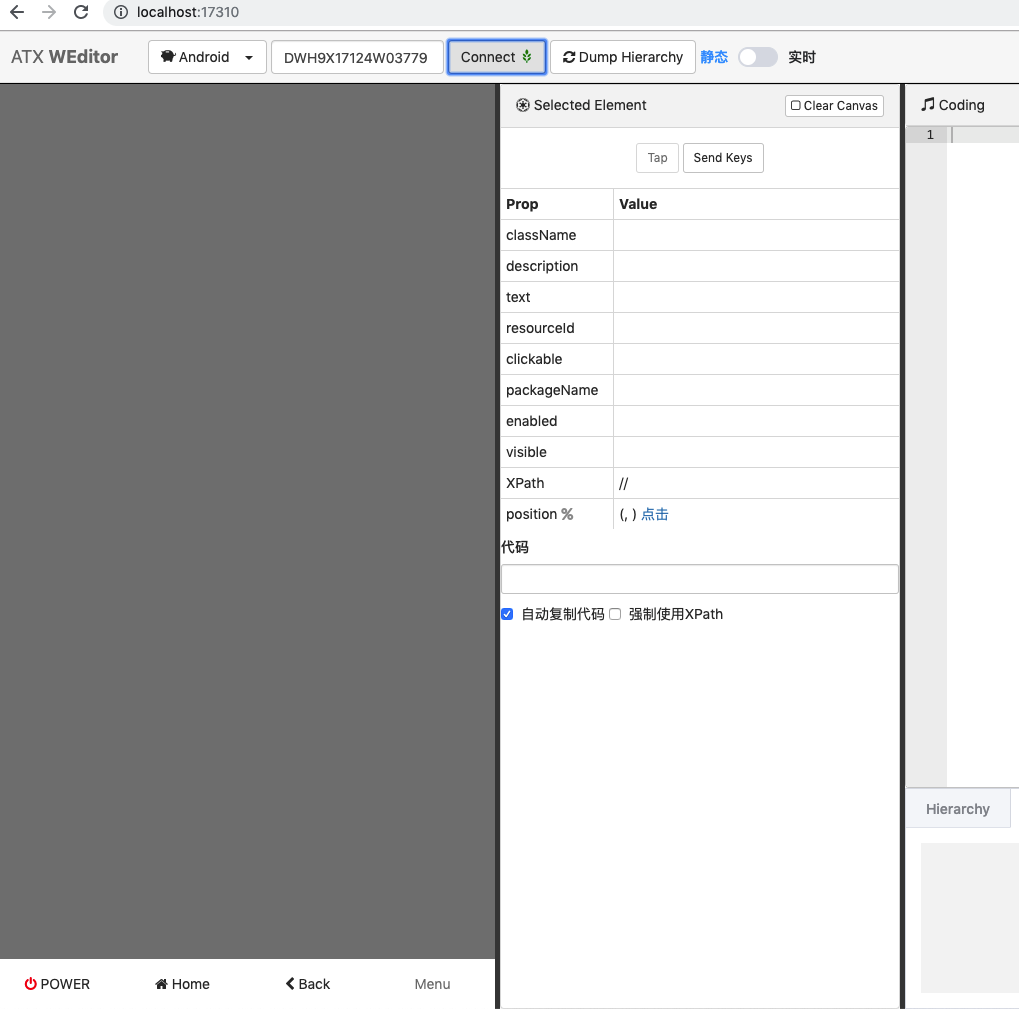 localhost:17310
ATX WEditor Android DWH9X17124W03779 Connect Dump Hierarchy 静态 实时
Selected Element Clear Canvas
Tap Send Keys
Prop Value
className
description
text
resourceId
clickable
packageName
enabled
visible
XPath //
position % (, ) 点击
代码
自动复制代码 强制使用XPath
Coding
1
Hierarchy
POWER Home Back Menu